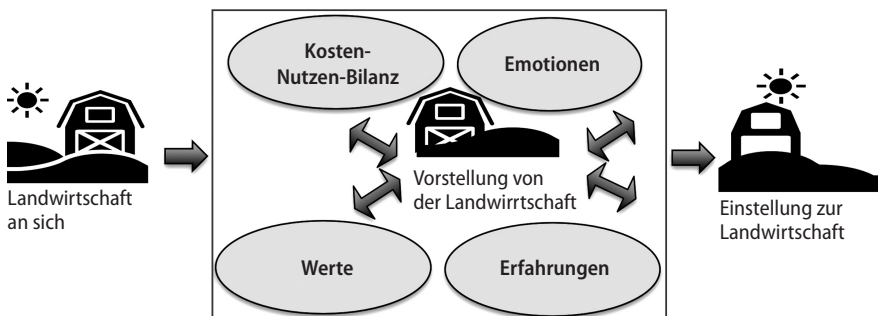 Kosten-
Nutzen-Bilanz
Emotionen
Landwirtschaft
an sich
Vorstellung von
der Landwirrtschaft
Einstellung zur
Landwirtschaft
Werte
Erfahrungen